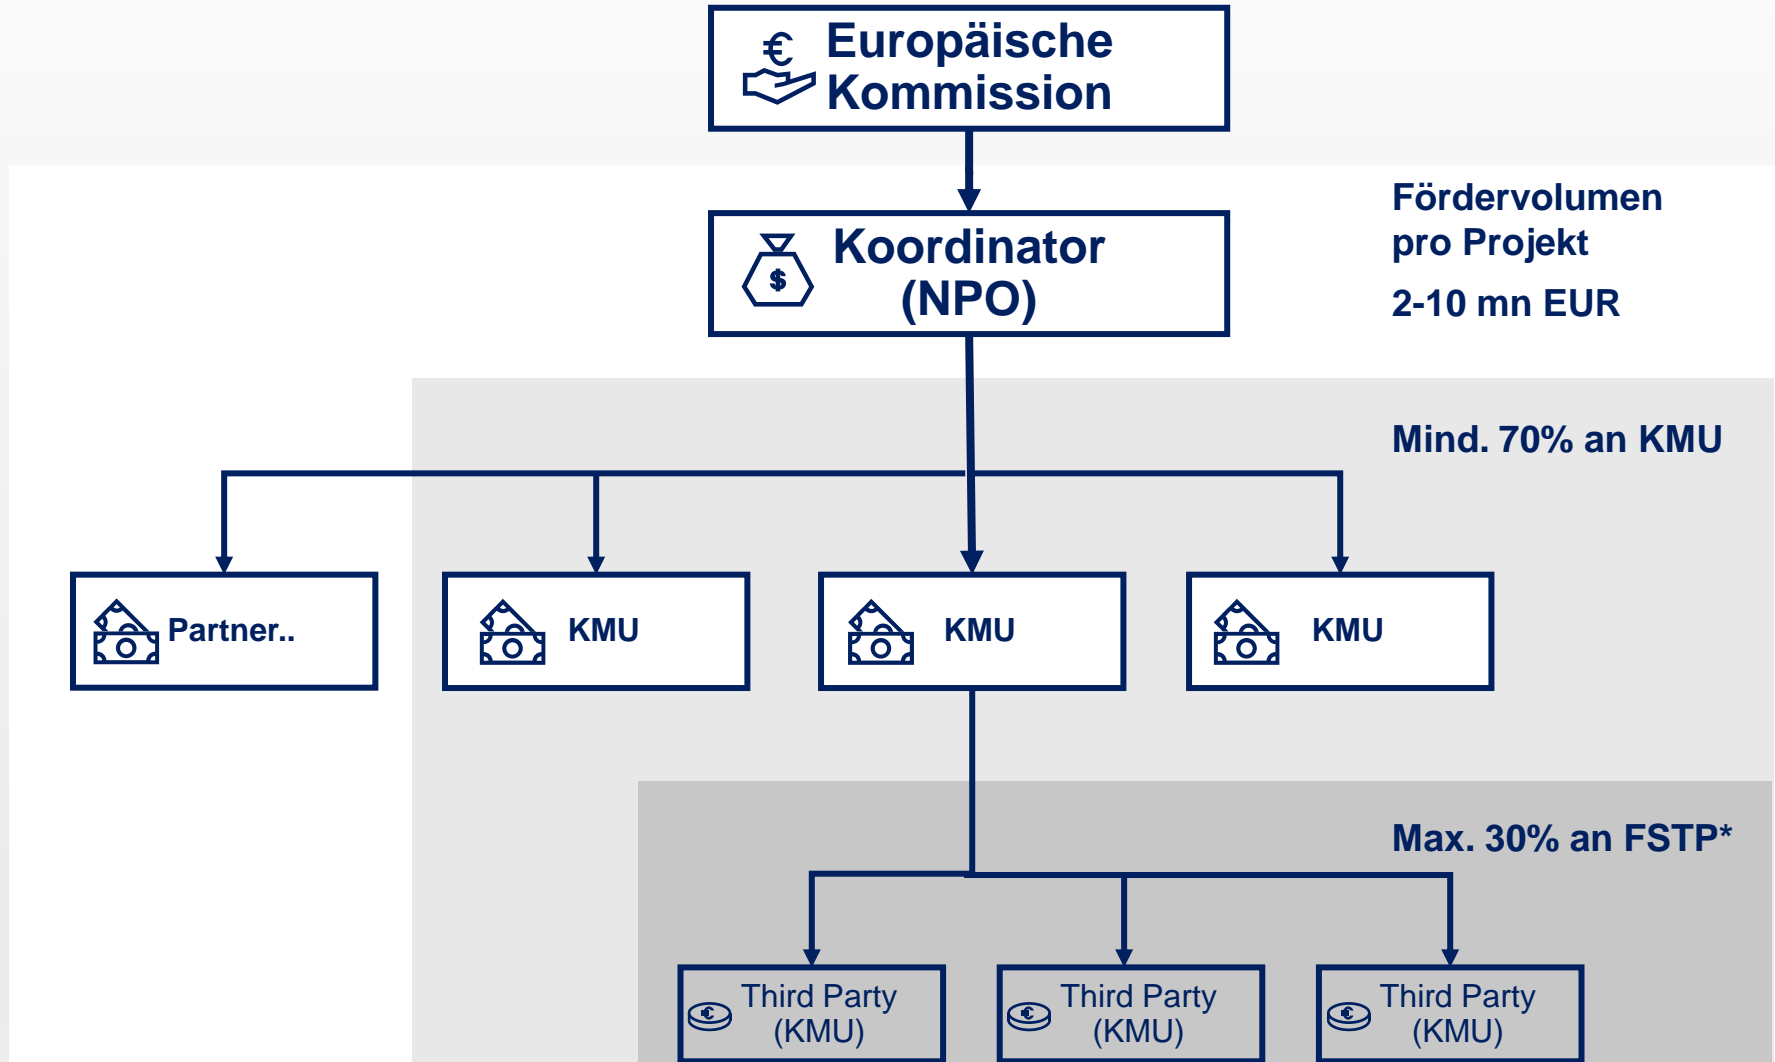 Europäische
Kommission
Koordinator
(NPO)
Fördervolumen
pro Projekt
2-10 mn EUR
Mind. 70% an KMU
Partner..
KMU
KMU
KMU
Max. 30% an FSTP*
Third Party
(KMU)
Third Party
(KMU)
Third Party
(KMU)